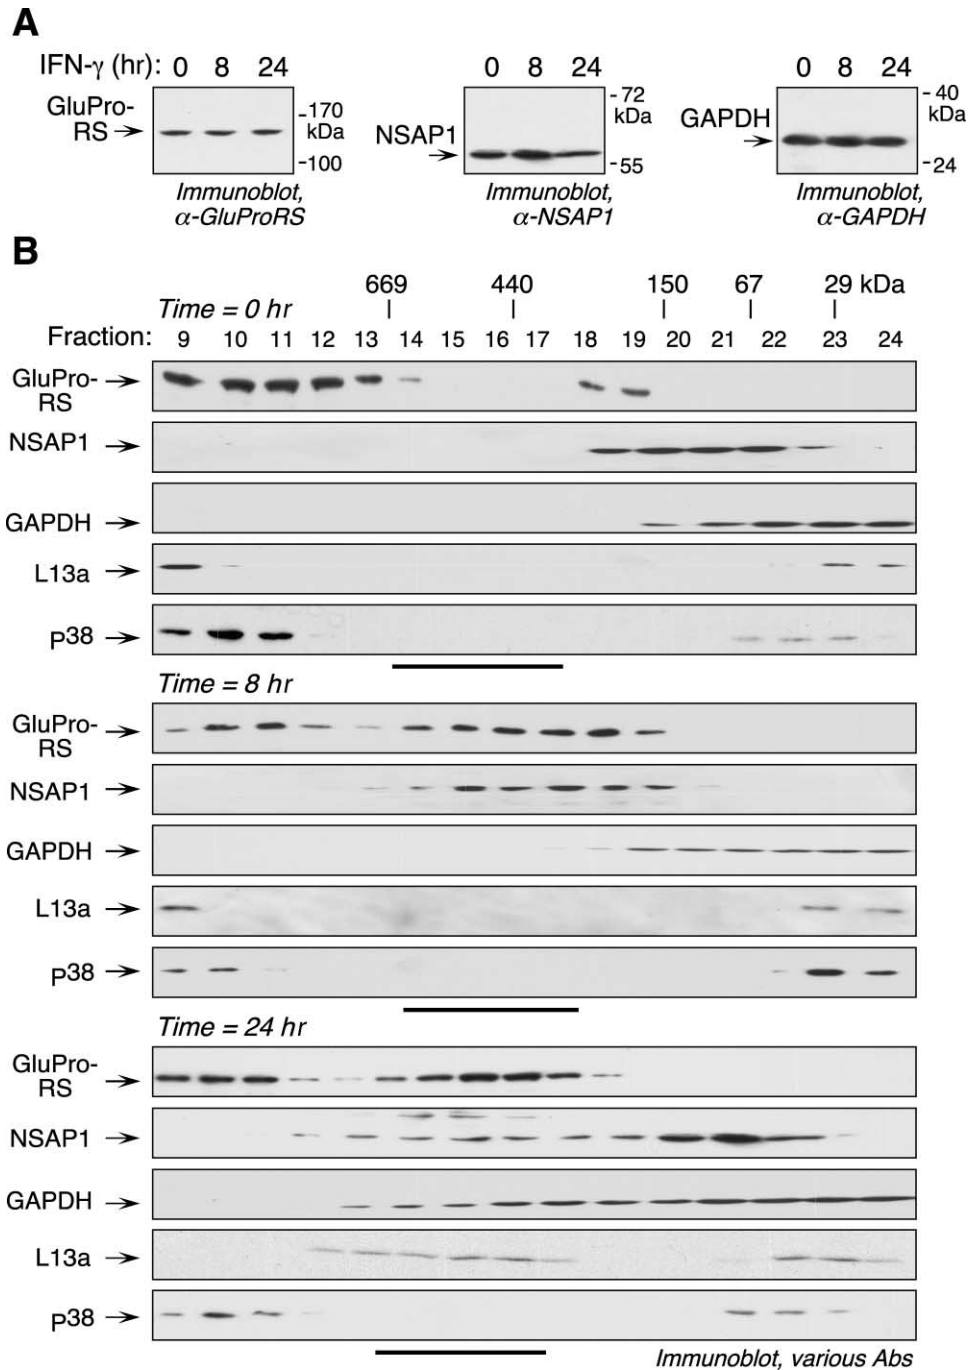 A
IFN-γ (hr): 0 8 24 0 8 24 0 8 24
GluPro-
RS
-170
kDa
-100
Immunoblot,
α-GluProRS
NSAP1
-72
kDa
-55
Immunoblot,
α-NSAP1
GAPDH
-40
kDa
-24
Immunoblot,
α-GAPDH
B
669 440 150 67 29 kDa
Time = 0 hr
Fraction: 9 10 11 12 13 14 15 16 17 18 19 20 21 22 23 24
GluPro-
RS
NSAP1
GAPDH
L13a
P38
Time = 8 hr
GluPro-
RS
NSAP1
GAPDH
L13a
P38
Time = 24 hr
GluPro-
RS
NSAP1
GAPDH
L13a
P38
Immunoblot, various Abs